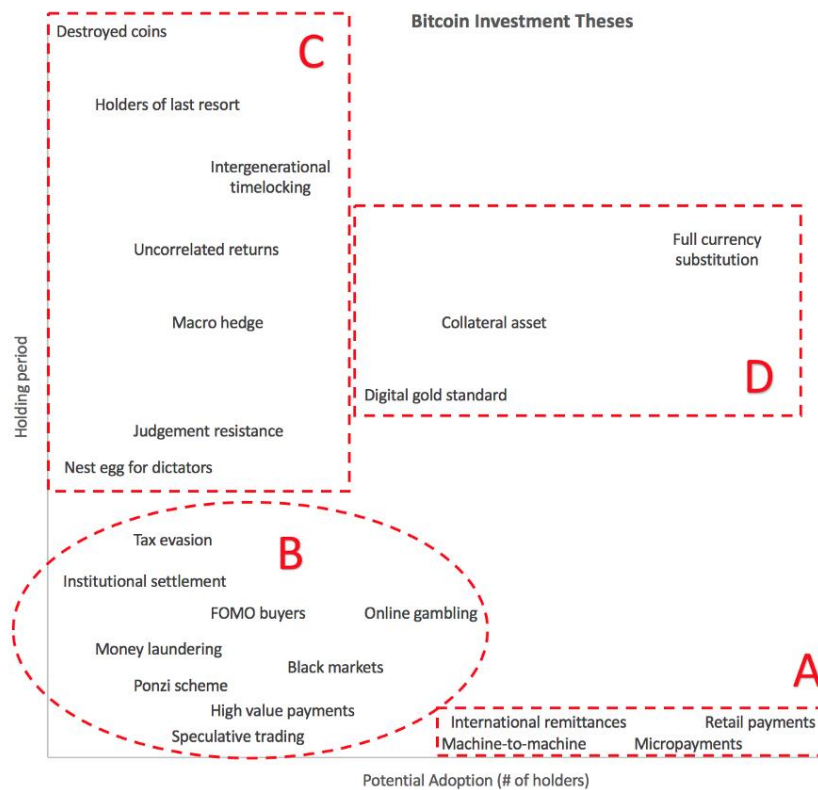 Bitcoin Investment Theses
Destroyed coins
C
Holders of last resort
Intergenerational
timelocking
Uncorrelated returns
Full currency
substitution
Macro hedge
Collateral asset
D
Digital gold standard
Judgement resistance
Nest egg for dictators
Holding period
Tax evasion
B
Institutional settlement
FOMO buyers
Online gambling
Money laundering
Black markets
Ponzi scheme
High value payments
Speculative trading
A
International remittances
Retail payments
Machine-to-machine
Micropayments
Potential Adoption (# of holders)